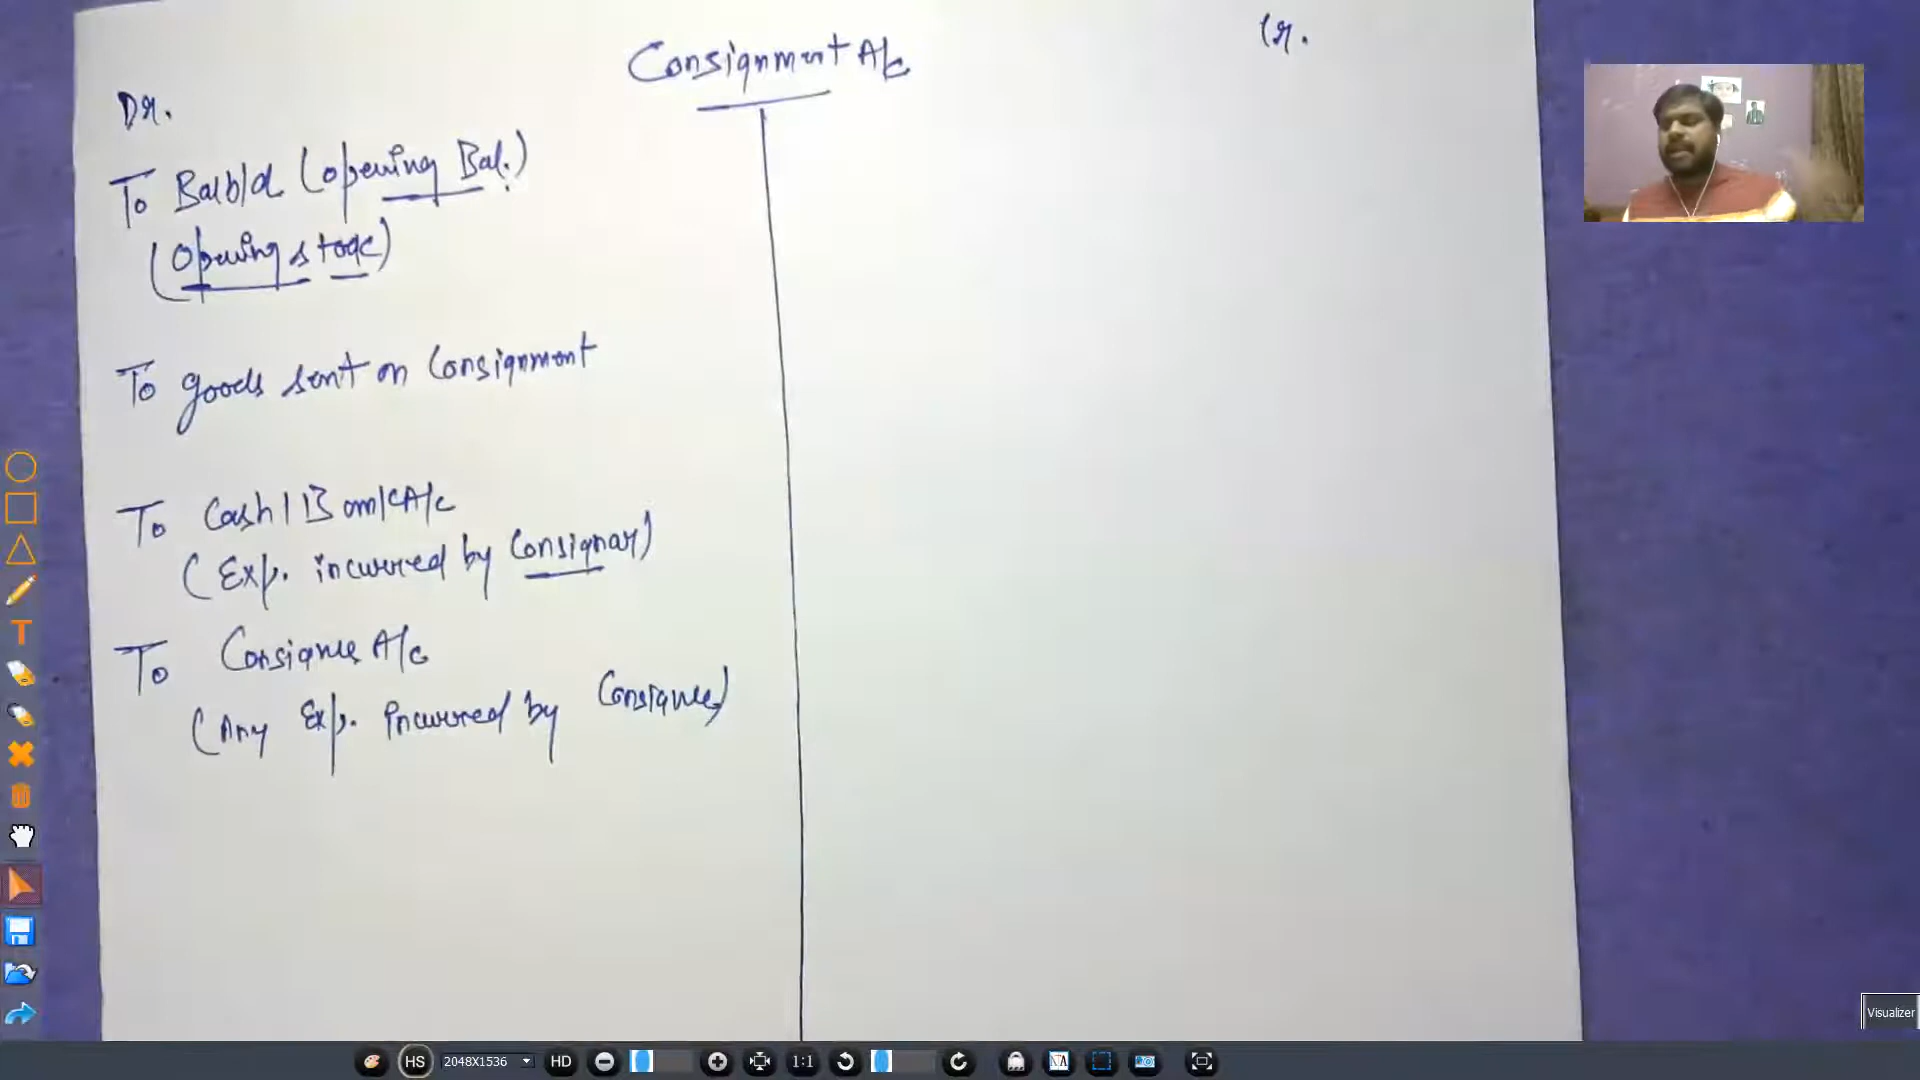 Consignment A/c
Cr.
Dr.
To Bal b/d (opening Bal.)
(Opening stock)
To goods sent on Consignment
To Cash / Bank A/c
(Exp. incurred by Consignar)
To Consignee A/c
(Any Exp. incurred by Consignee)
T
HS
2048X1536
HD
1:1
Visualizer